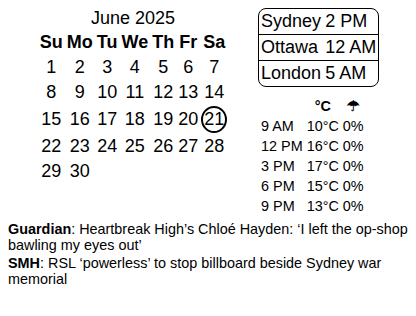 June 2025
Su Mo Tu We Th Fr Sa
1 2 3 4 5 6 7
8 9 10 11 12 13 14
15 16 17 18 19 20 21
22 23 24 25 26 27 28
29 30
Sydney 2 PM
Ottawa 12 AM
London 5 AM
°C ☂
9 AM 10°C 0%
12 PM 16°C 0%
3 PM 17°C 0%
6 PM 15°C 0%
9 PM 13°C 0%
Guardian: Heartbreak High’s Chloé Hayden: ‘I left the op-shop
bawling my eyes out’
SMH: RSL ‘powerless’ to stop billboard beside Sydney war
memorial